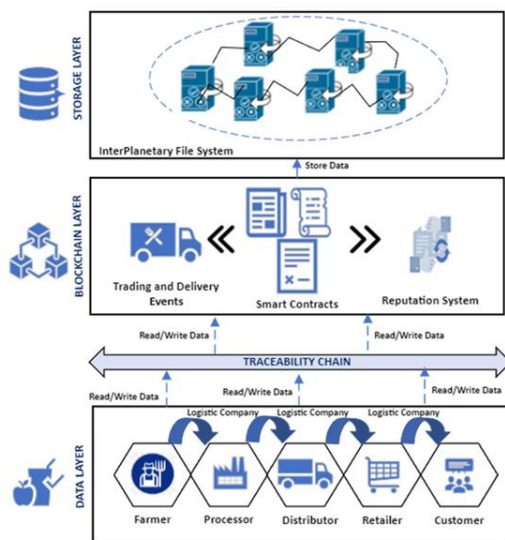 STORAGE LAYER
InterPlanetary File System
Store Data
BLOCKCHAIN LAYER
Trading and Delivery
Events
Smart Contracts
Reputation System
Read/Write Data
Read/Write Data
TRACEABILITY CHAIN
Read/Write Data
Read/Write Data
Read/Write Data
DATA LAYER
Logistic Company
Logistic Company
Logistic Company
Farmer
Processor
Distributor
Retailer
Customer